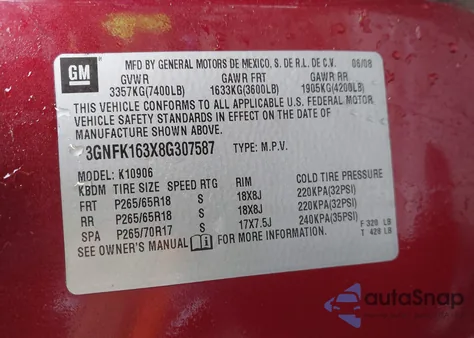 GM
MFD BY GENERAL MOTORS DE MEXICO, S. DE R.L. DE C.V. 06/08
GVWR GAWR FRT GAWR RR
3357KG(7400LB) 1633KG(3600LB) 1905KG(4200LB)
THIS VEHICLE CONFORMS TO ALL APPLICABLE U.S. FEDERAL MOTOR
VEHICLE SAFETY STANDARDS IN EFFECT ON THE DATE OF
MANUFACTURE SHOWN ABOVE.
3GNFK163X8G307587 TYPE: M.P.V.
MODEL: K10906
KBDM TIRE SIZE SPEED RTG RIM COLD TIRE PRESSURE
FRT P265/65R18 S 18X8J 220KPA(32PSI)
RR P265/65R18 S 18X8J 220KPA(32PSI)
SPA P265/70R17 S 17X7.5J 240KPA(35PSI) F 320 LB
SEE OWNER'S MANUAL FOR MORE INFORMATION. T 428 LB
autoSnap